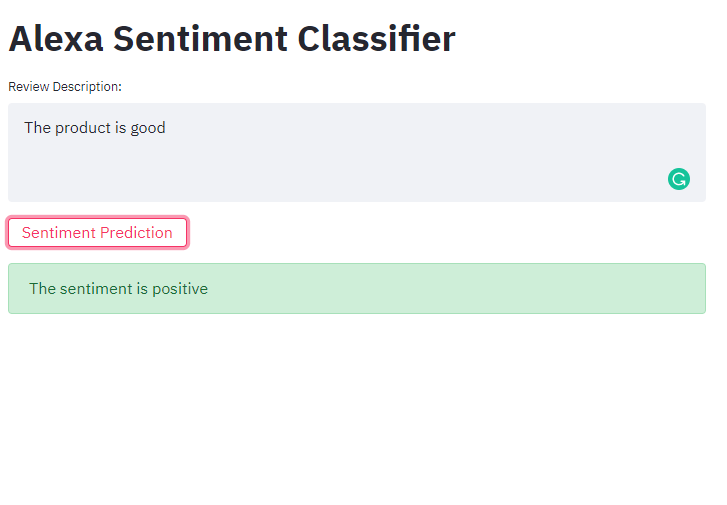 Alexa Sentiment Classifier
Review Description:
The product is good
Sentiment Prediction
The sentiment is positive